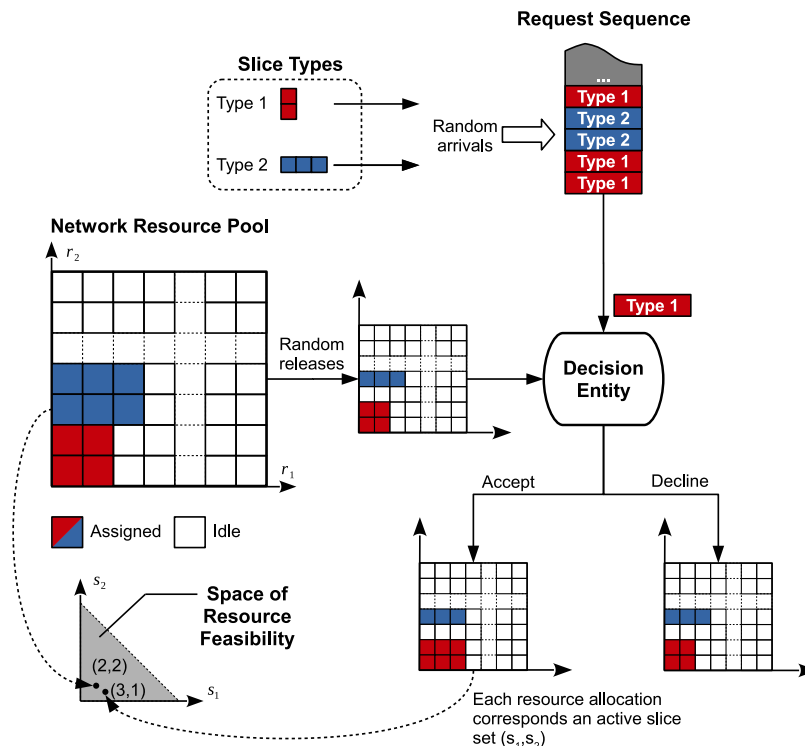 Request Sequence
Slice Types
Type 1
Type 2
Random
arrivals
...
Type 1
Type 2
Type 2
Type 1
Type 1
Network Resource Pool
r2
r1
Random
releases
Type 1
Decision
Entity
Accept
Decline
Assigned
Idle
s2
Space of
Resource
Feasibility
(2,2)
(3,1)
s1
Each resource allocation
corresponds an active slice
set (s1,s2)